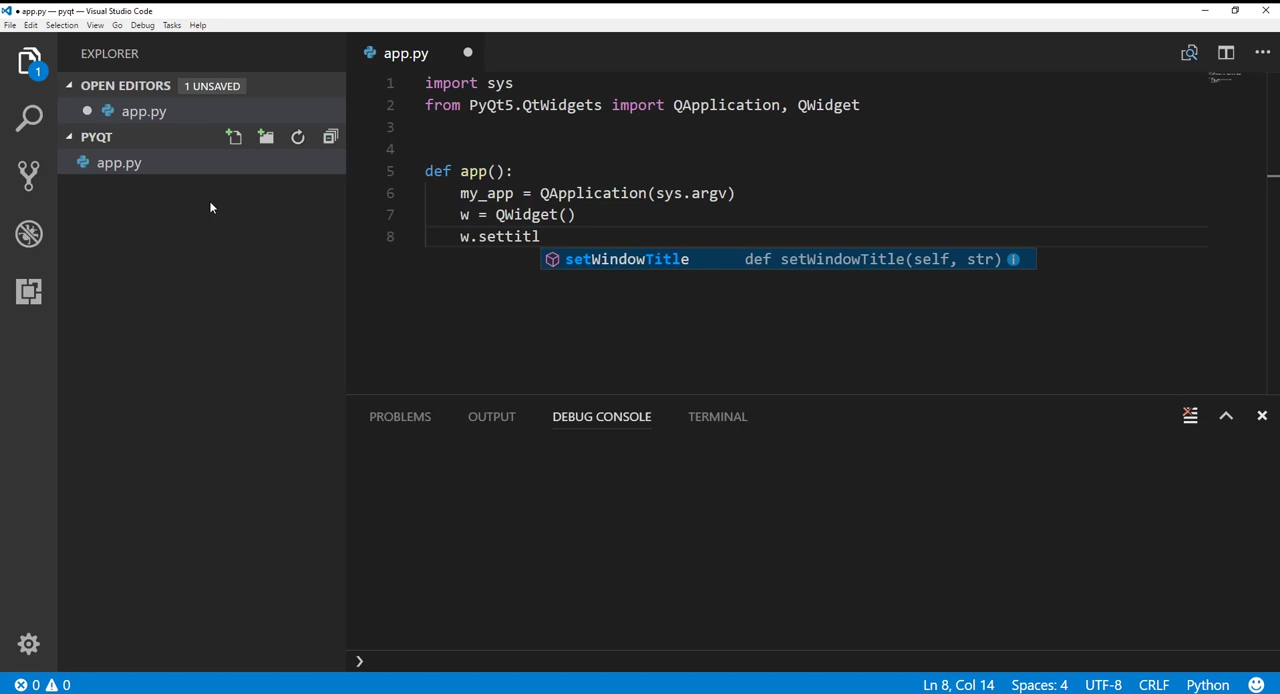 ● app.py — pyqt — Visual Studio Code
File Edit Selection View Go Debug Tasks Help
1
EXPLORER
OPEN EDITORS 1 UNSAVED
app.py
PYQT
app.py
app.py
1 import sys
2 from PyQt5.QtWidgets import QApplication, QWidget
3
4
5 def app():
6 my_app = QApplication(sys.argv)
7 w = QWidget()
8 w.settitl
setWindowTitle def setWindowTitle(self, str)
PROBLEMS OUTPUT DEBUG CONSOLE TERMINAL
❯
0 0 Ln 8, Col 14 Spaces: 4 UTF-8 CRLF Python